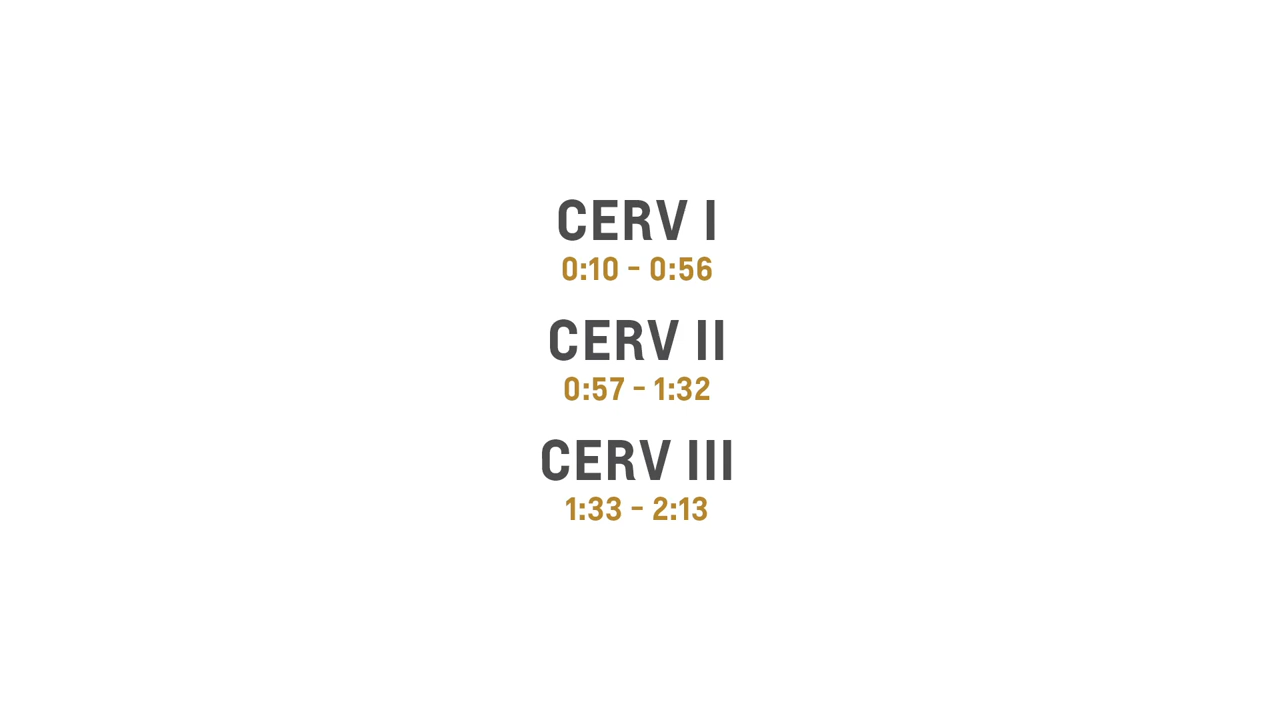 CERV I
0:10 - 0:56
CERV II
0:57 - 1:32
CERV III
1:33 - 2:13